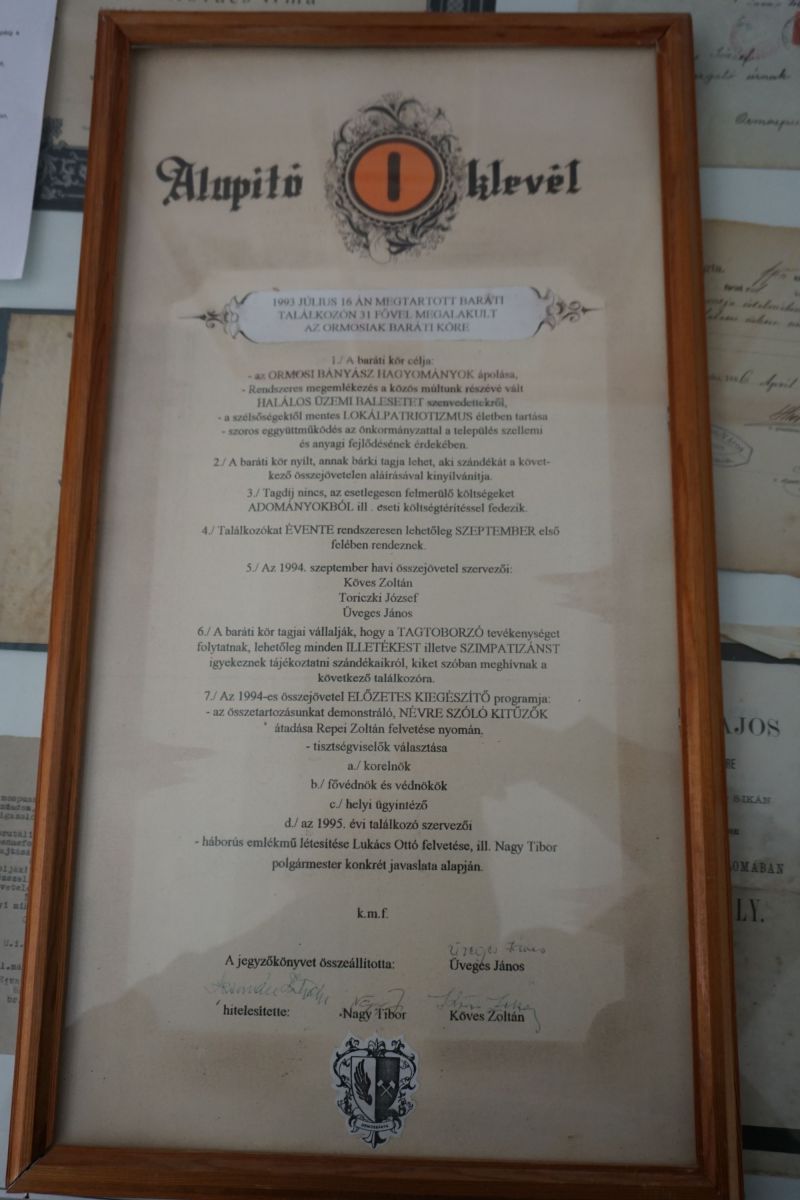 Alapító klevél
1993 JÚLIUS 16 ÁN MEGTARTOTT BARÁTI
TALÁLKOZÓN 31 FŐVEL MEGALAKULT
AZ ORMOSIAK BARÁTI KÖRE
1./ A baráti kör célja:
- az ORMOSI BÁNYÁSZ HAGYOMÁNYOK ápolása,
- Rendszeres megemlékezés a közös múltunk részévé vált
HALÁLOS ÜZEMI BALESETET szenvedettekről,
- a szélsőségektől mentes LOKÁLPATRIOTIZMUS életben tartása
- szoros együttműködés az önkormányzattal a település szellemi
és anyagi fejlődésének érdekében.
2./ A baráti kör nyílt, annak bárki tagja lehet, aki szándékát a követ-
kező összejövetelen aláírásával kinyilvánítja.
3./ Tagdíj nincs, az esetlegesen felmerülő költségeket
ADOMÁNYOKBÓL ill . eseti költségtérítéssel fedezik.
4./ Találkozókat ÉVENTE rendszeresen lehetőleg SZEPTEMBER első
felében rendeznek.
5./ Az 1994. szeptember havi összejövetel szervezői:
Köves Zoltán
Toriczki József
Üveges János
6./ A baráti kör tagjai vállalják, hogy a TAGTOBORZÓ tevékenységet
folytatnak, lehetőleg minden ILLETÉKEST illetve SZIMPATIZÁNST
igyekeznek tájékoztatni szándékaikról, kiket szóban meghívnak a
következő találkozóra.
7./ Az 1994-es összejövetel ELŐZETES KIEGÉSZÍTŐ programja:
- az összetartozásunkat demonstráló, NÉVRE SZÓLÓ KITŰZŐK
átadása Repei Zoltán felvetése nyomán,
- tisztségviselők választása
a./ korelnök
b./ fővédnök és védnökök
c./ helyi ügyintéző
d./ az 1995. évi találkozó szervezői
- háborús emlékmű létesítése Lukács Ottó felvetése, ill. Nagy Tibor
polgármester konkrét javaslata alapján.
k.m.f.
Üveges János
A jegyzőkönyvet összeállította: Üveges János
hitelesítette: Nagy Tibor Köves Zoltán
AJOS
RE
SIKÁN
OMÁBAN
LY.